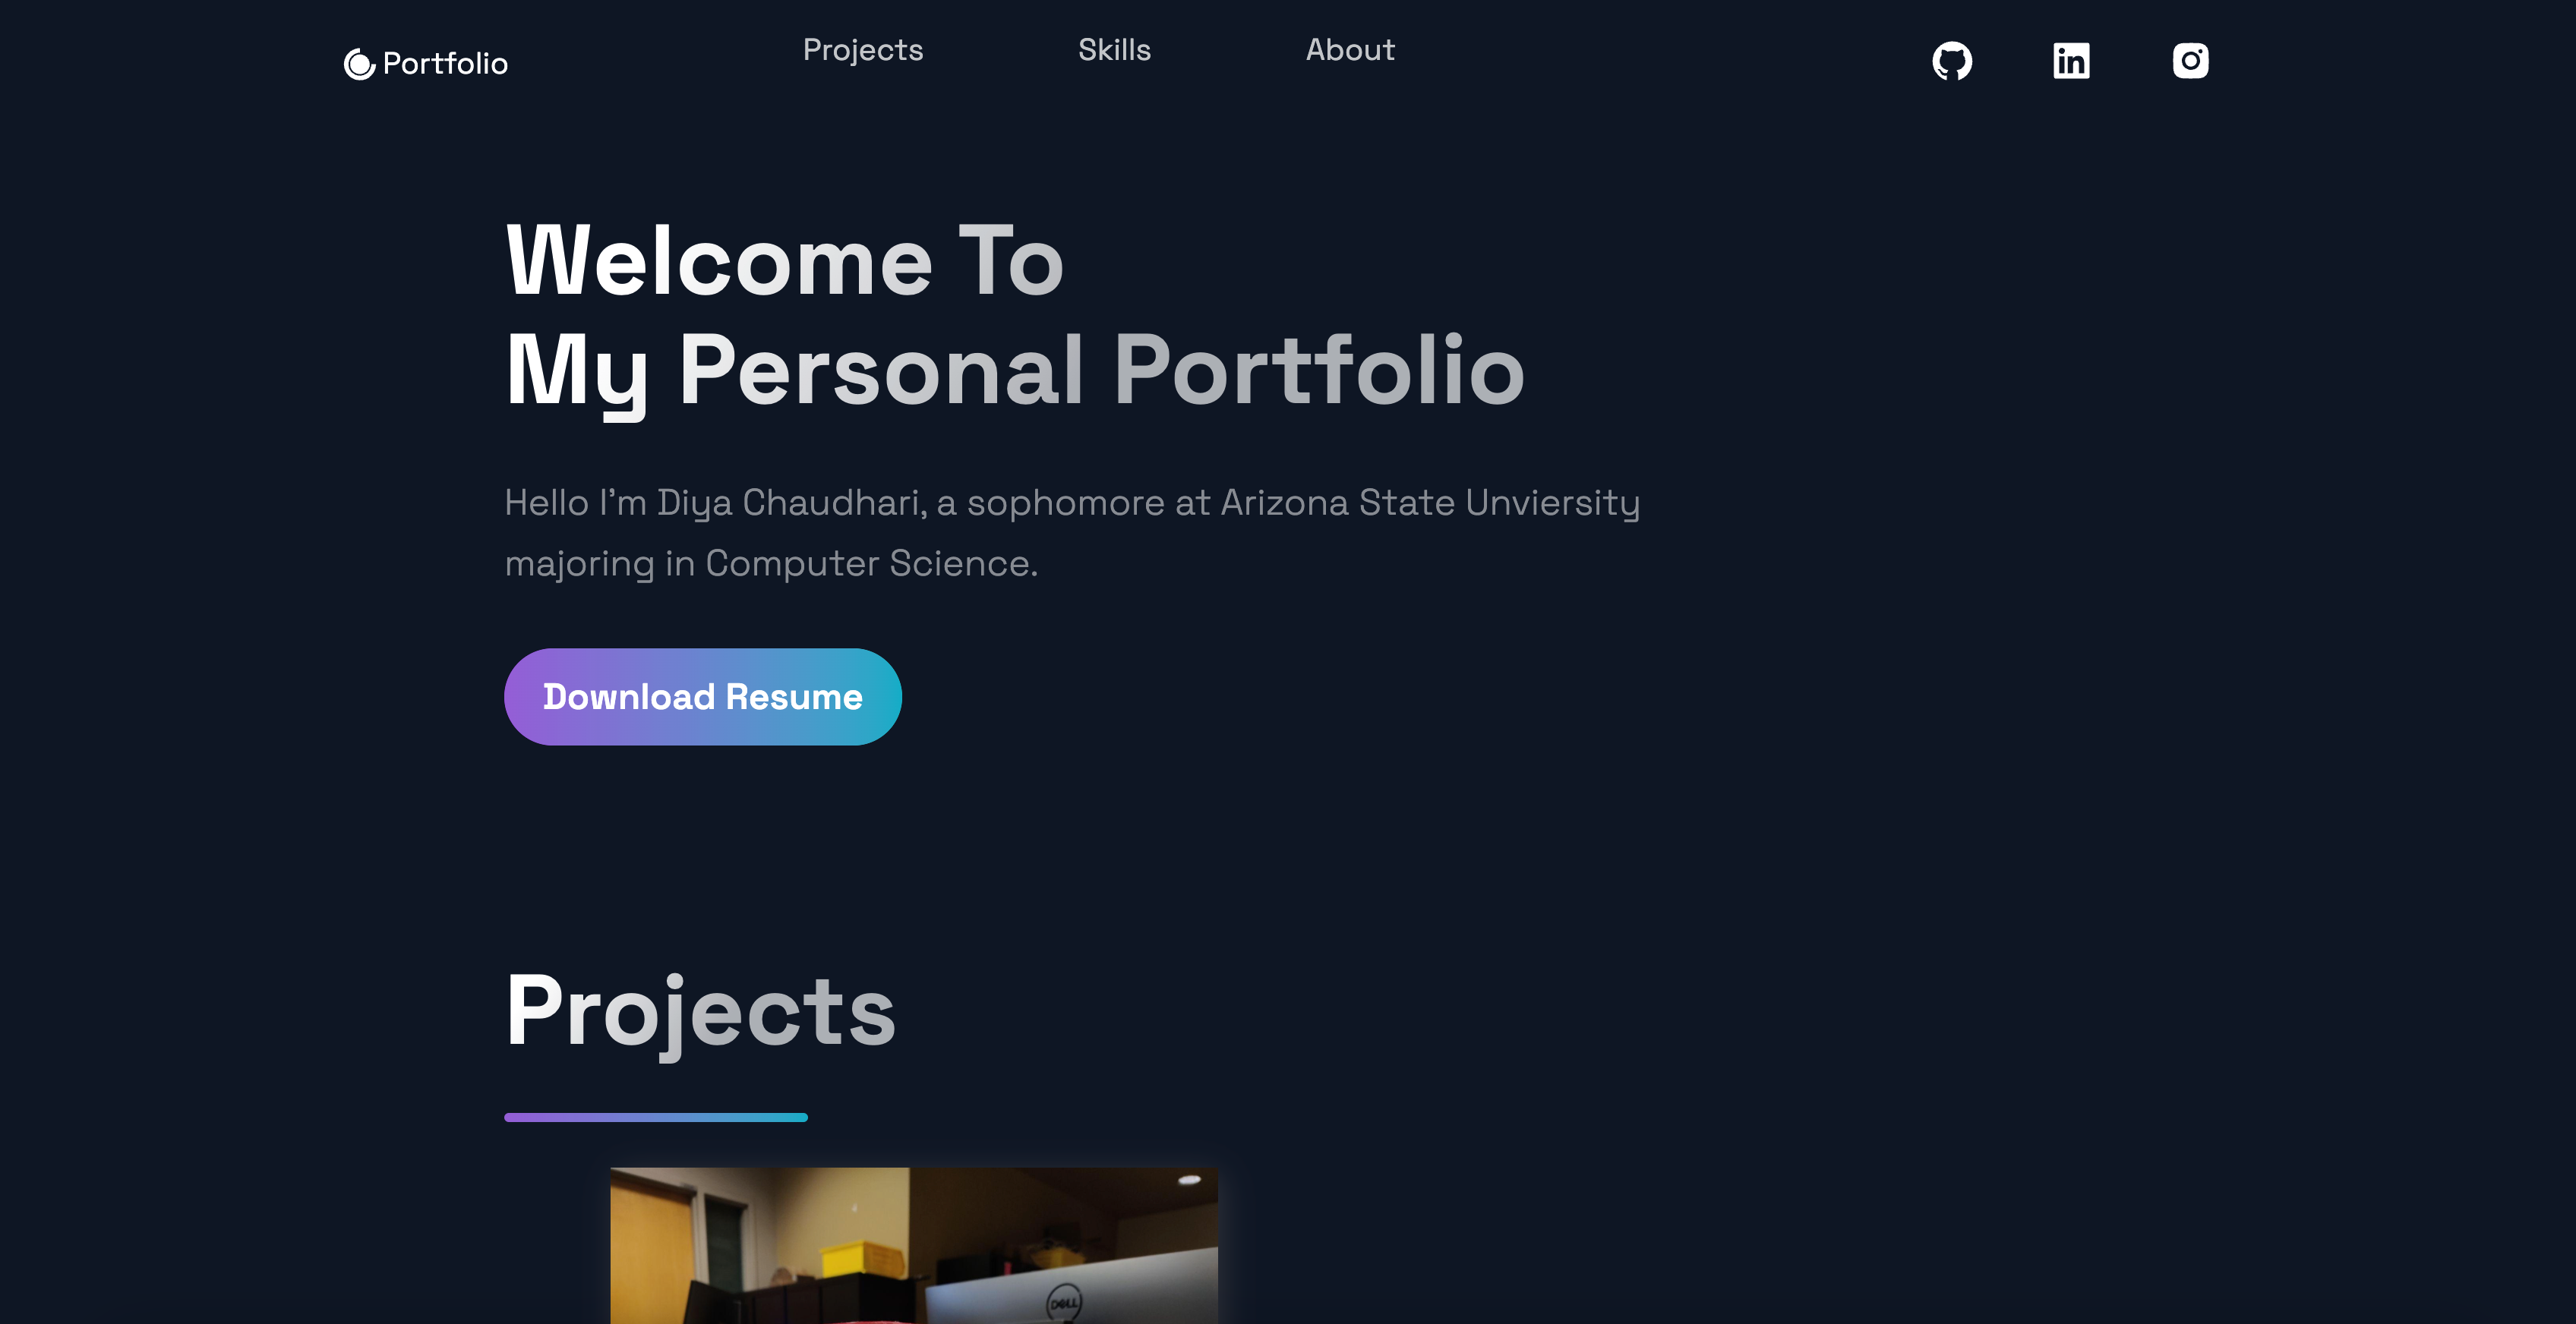 Portfolio
Projects
Skills
About
in
Welcome To
My Personal Portfolio
Hello I'm Diya Chaudhari, a sophomore at Arizona State Unviersity
majoring in Computer Science.
Download Resume
Projects
DELL